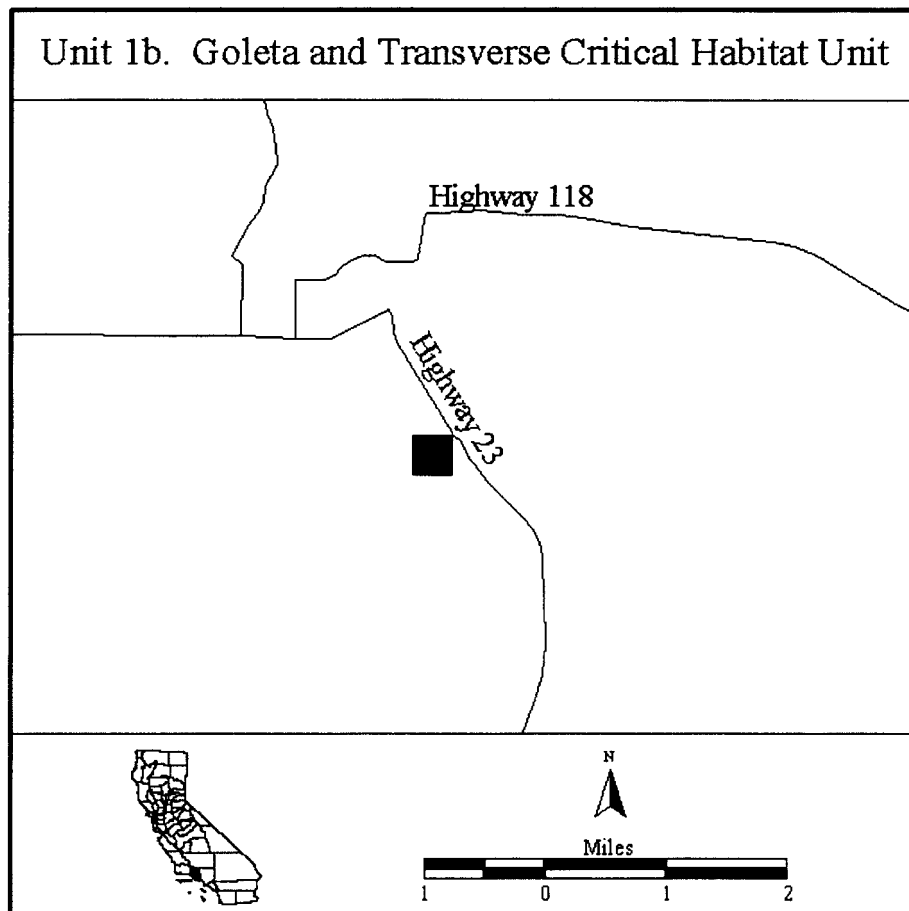 Unit 1b. Goleta and Transverse Critical Habitat Unit
Highway 118
Highway 23
N
Miles
1 0 1 2